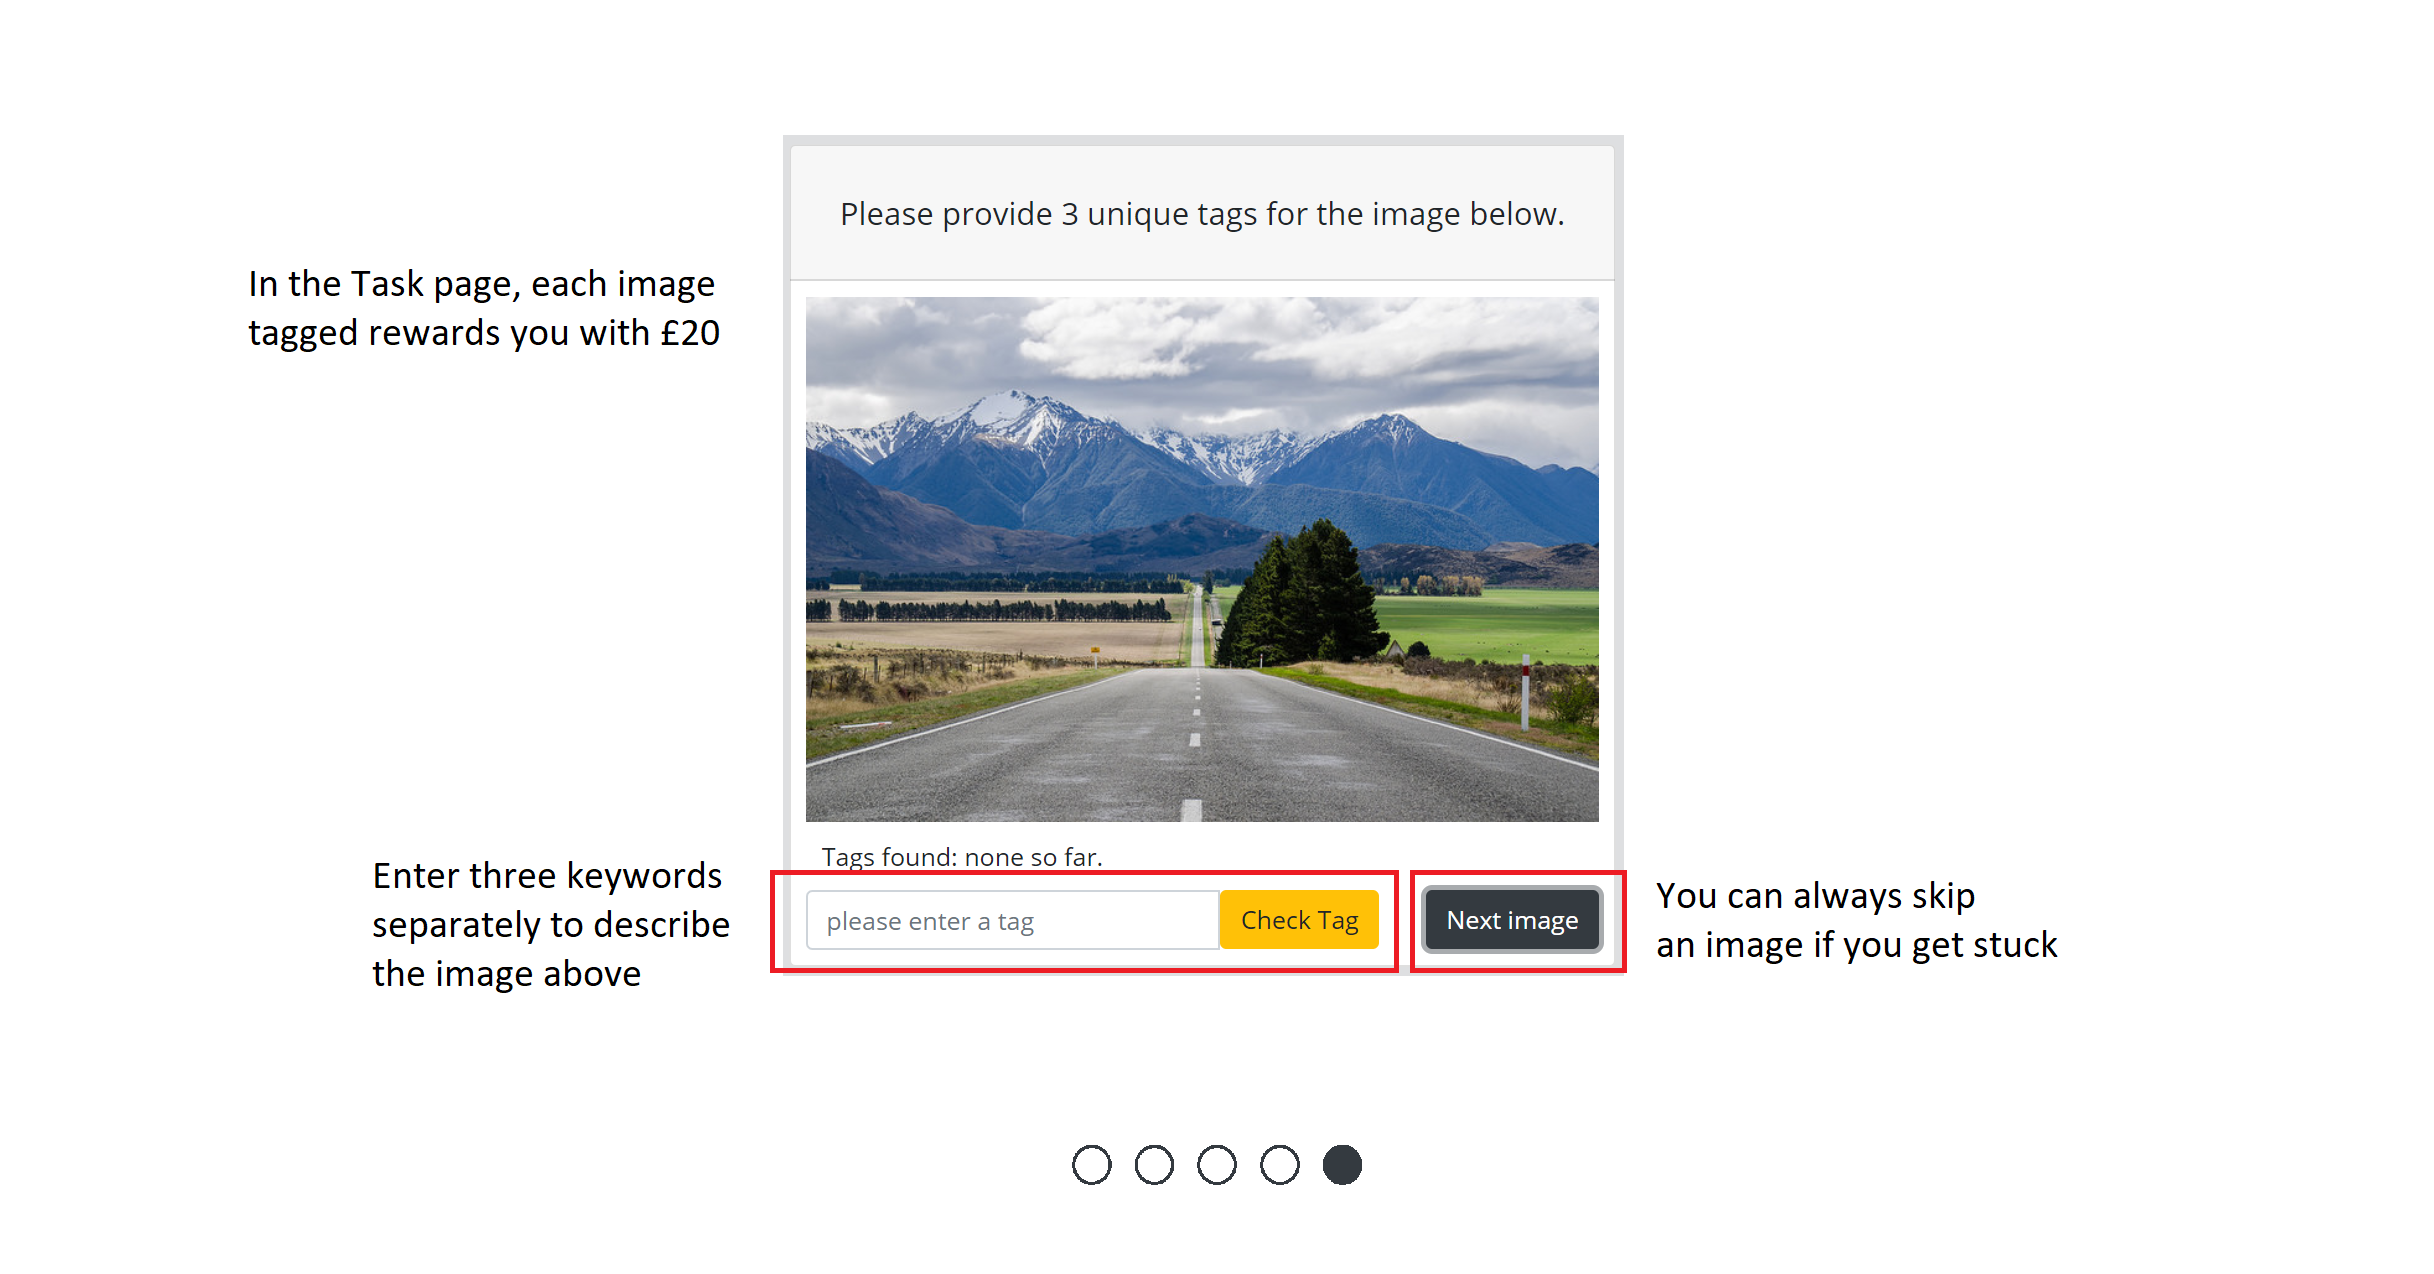 Please provide 3 unique tags for the image below.
In the Task page, each image
tagged rewards you with £20
Tags found: none so far.
Enter three keywords
separately to describe
the image above
please enter a tag
Check Tag
Next image
You can always skip
an image if you get stuck